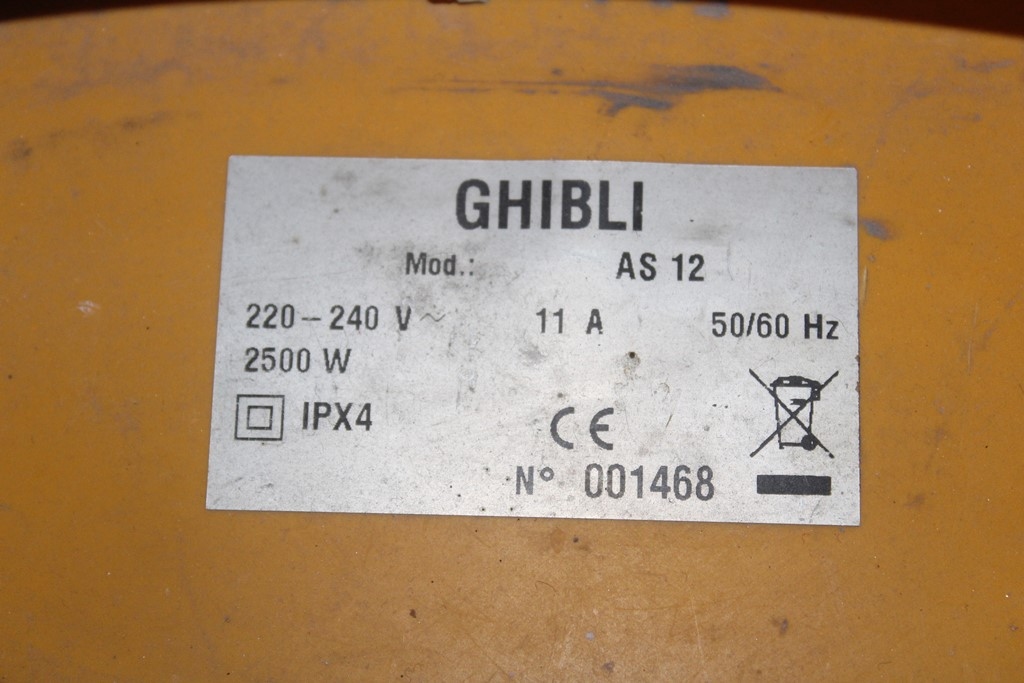 GHIBLI
Mod.: AS 12
220-240 V~ 11 A 50/60 Hz
2500 W
IPX4
CE
N° 001468